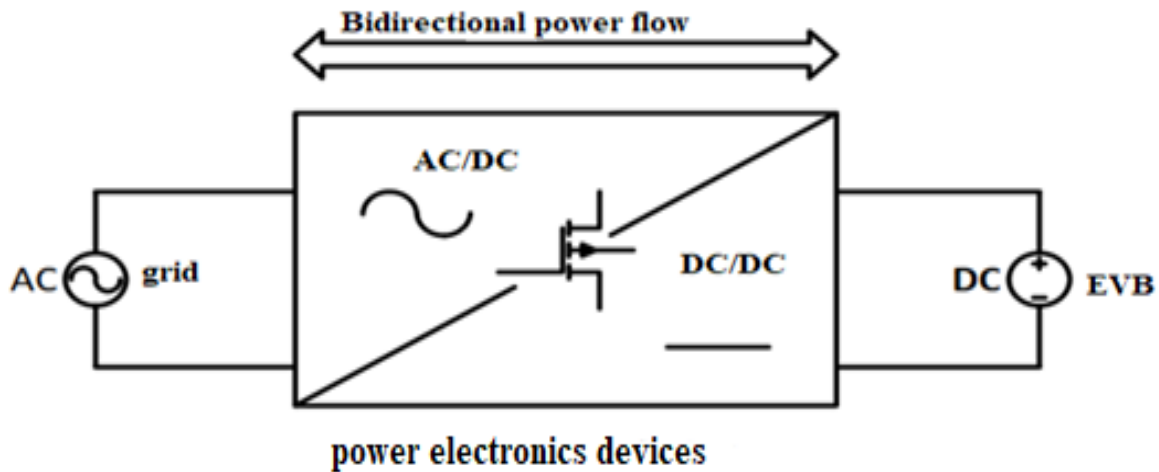 Bidirectional power flow
AC/DC
AC
grid
DC/DC
DC
EVB
power electronics devices